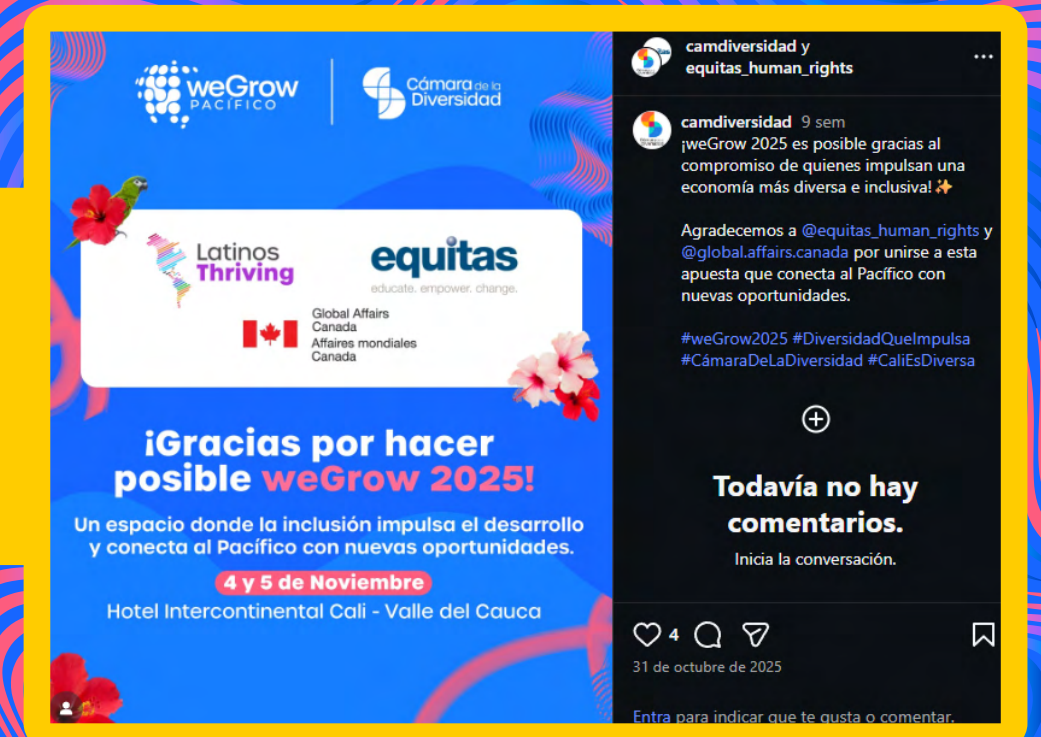 weGrow
PACÍFICO
Cámara de la
Diversidad
Latinos
Thriving
equitas
educate. empower. change.
Global Affairs
Canada
Affaires mondiales
Canada
¡Gracias por hacer
posible weGrow 2025!
Un espacio donde la inclusión impulsa el desarrollo
y conecta al Pacífico con nuevas oportunidades.
4 y 5 de Noviembre
Hotel Intercontinental Cali - Valle del Cauca
camdiversidad y
equitas_human_rights
camdiversidad 9 sem
¡weGrow 2025 es posible gracias al
compromiso de quienes impulsan una
economía más diversa e inclusiva!✨
Agradecemos a @equitas_human_rights y
@global.affairs.canada por unirse a esta
apuesta que conecta al Pacífico con
nuevas oportunidades.
#weGrow2025 #DiversidadQueImpulsa
#CámaraDeLaDiversidad #CaliEsDiversa
Todavía no hay
comentarios.
Inicia la conversación.
4
31 de octubre de 2025
Entra para indicar que te gusta o comentar.